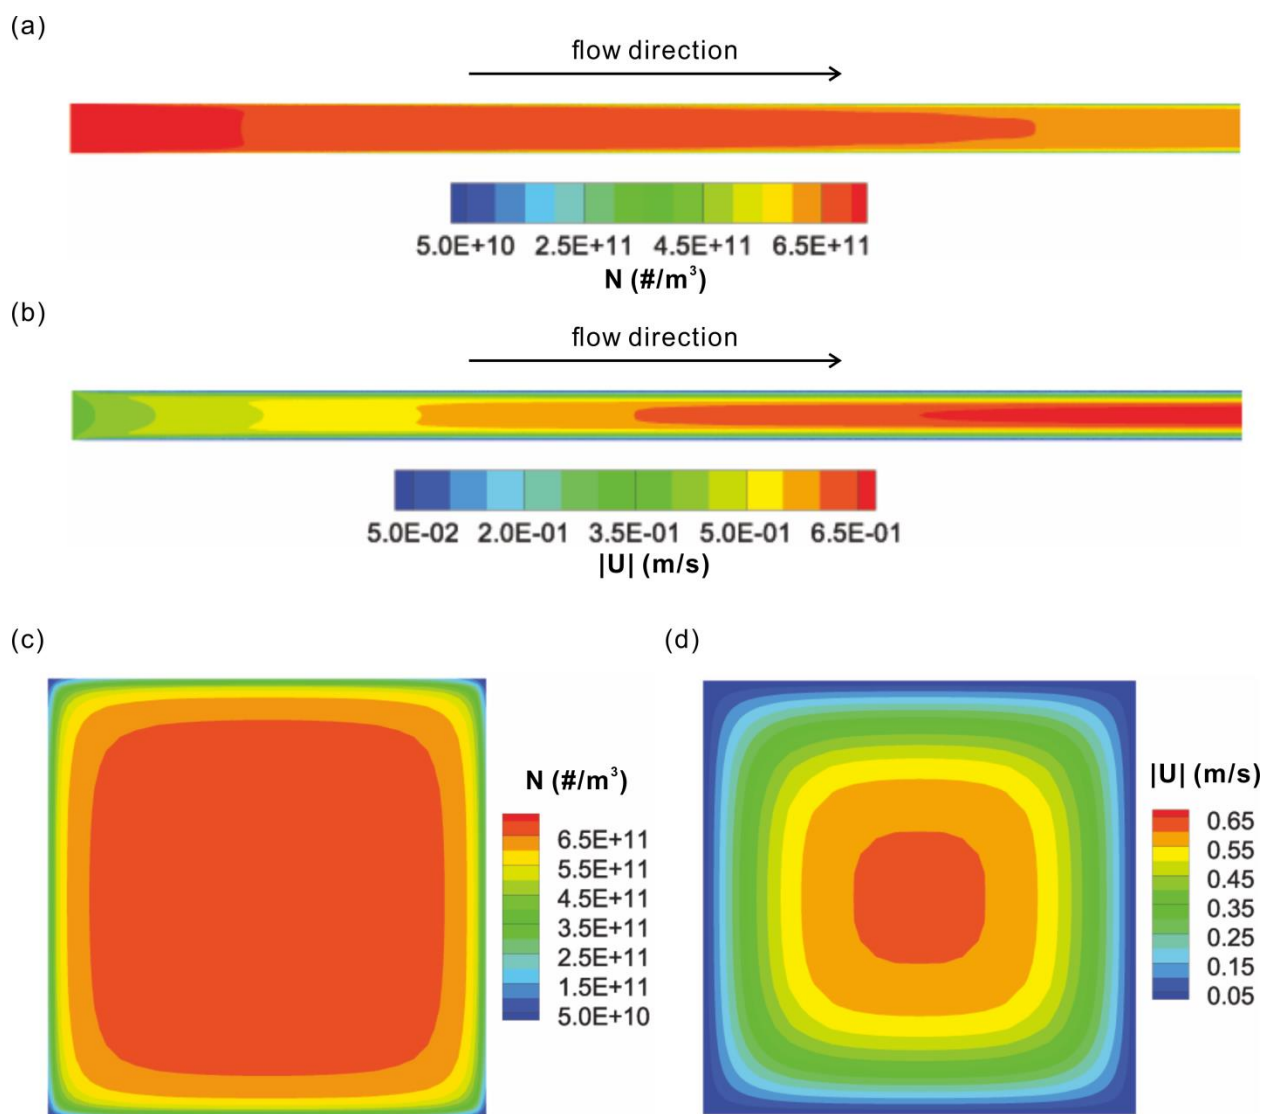 (a)
flow direction
5.0E+10 2.5E+11 4.5E+11 6.5E+11
N (#/m³)
(b)
flow direction
5.0E-02 2.0E-01 3.5E-01 5.0E-01 6.5E-01
|U| (m/s)
(c)
N (#/m³)
6.5E+11
5.5E+11
4.5E+11
3.5E+11
2.5E+11
1.5E+11
5.0E+10
(d)
|U| (m/s)
0.65
0.55
0.45
0.35
0.25
0.15
0.05